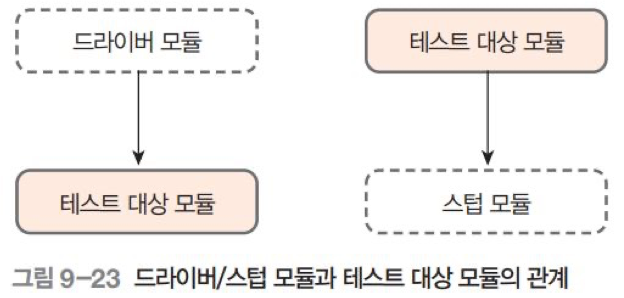 드라이버 모듈
테스트 대상 모듈
테스트 대상 모듈
스텁 모듈
그림 9-23 드라이버/스텁 모듈과 테스트 대상 모듈의 관계